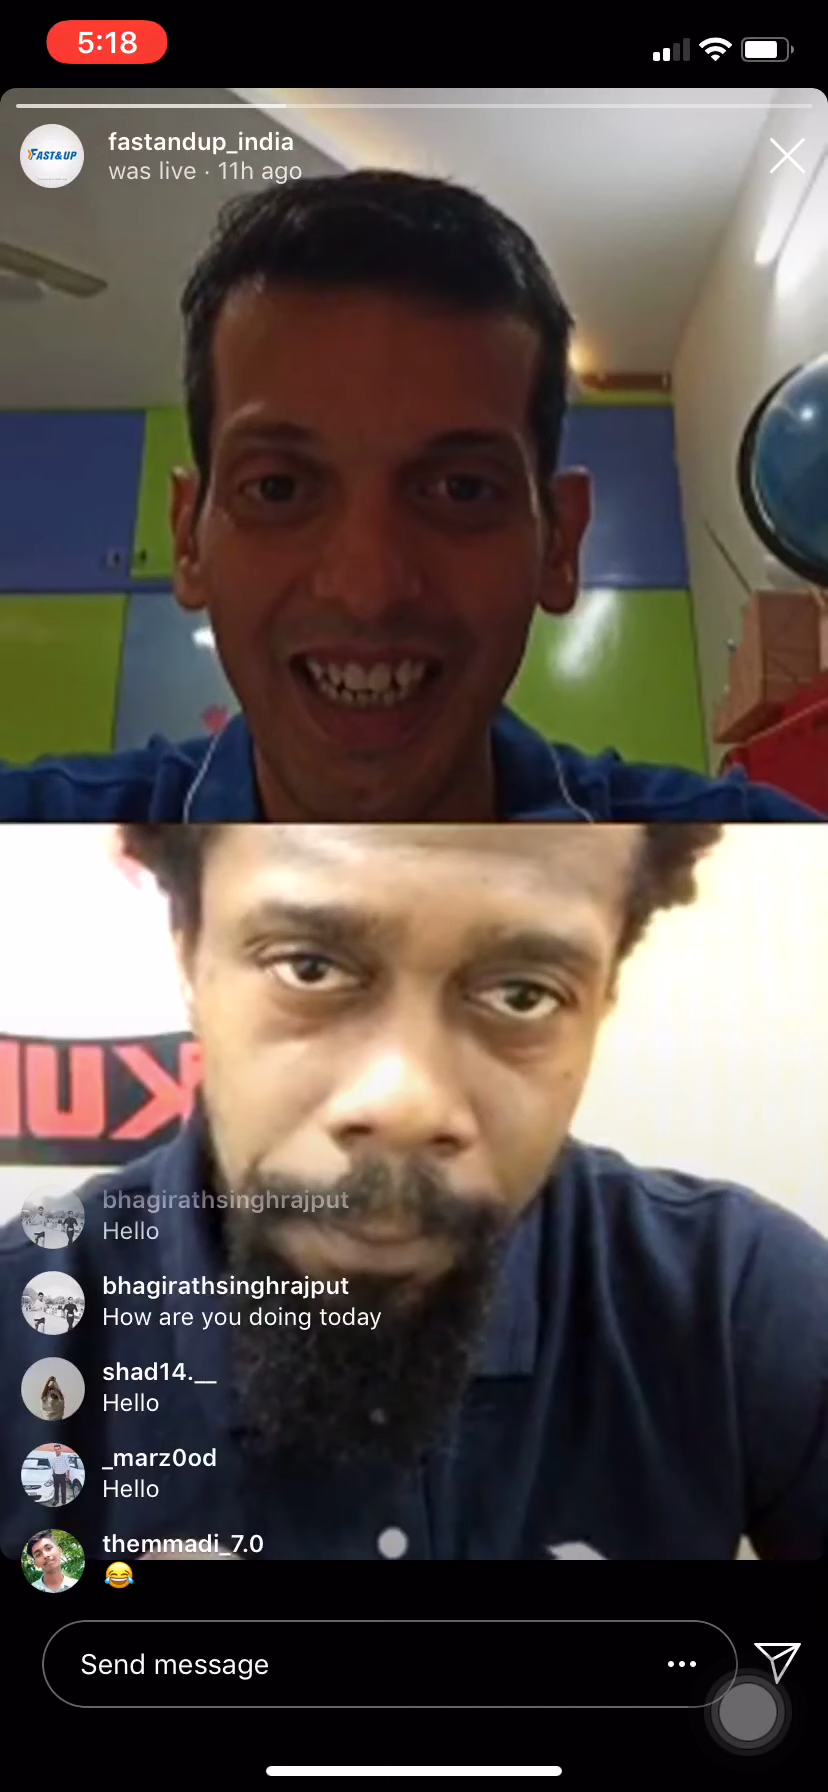 5:18
fastandup_india
was live · 11h ago
FAST&UP
KU
bhagirathsinghrajput
Hello
bhagirathsinghrajput
How are you doing today
shad14.__
Hello
_marz0od
Hello
themmadi_7.0
😂
Send message